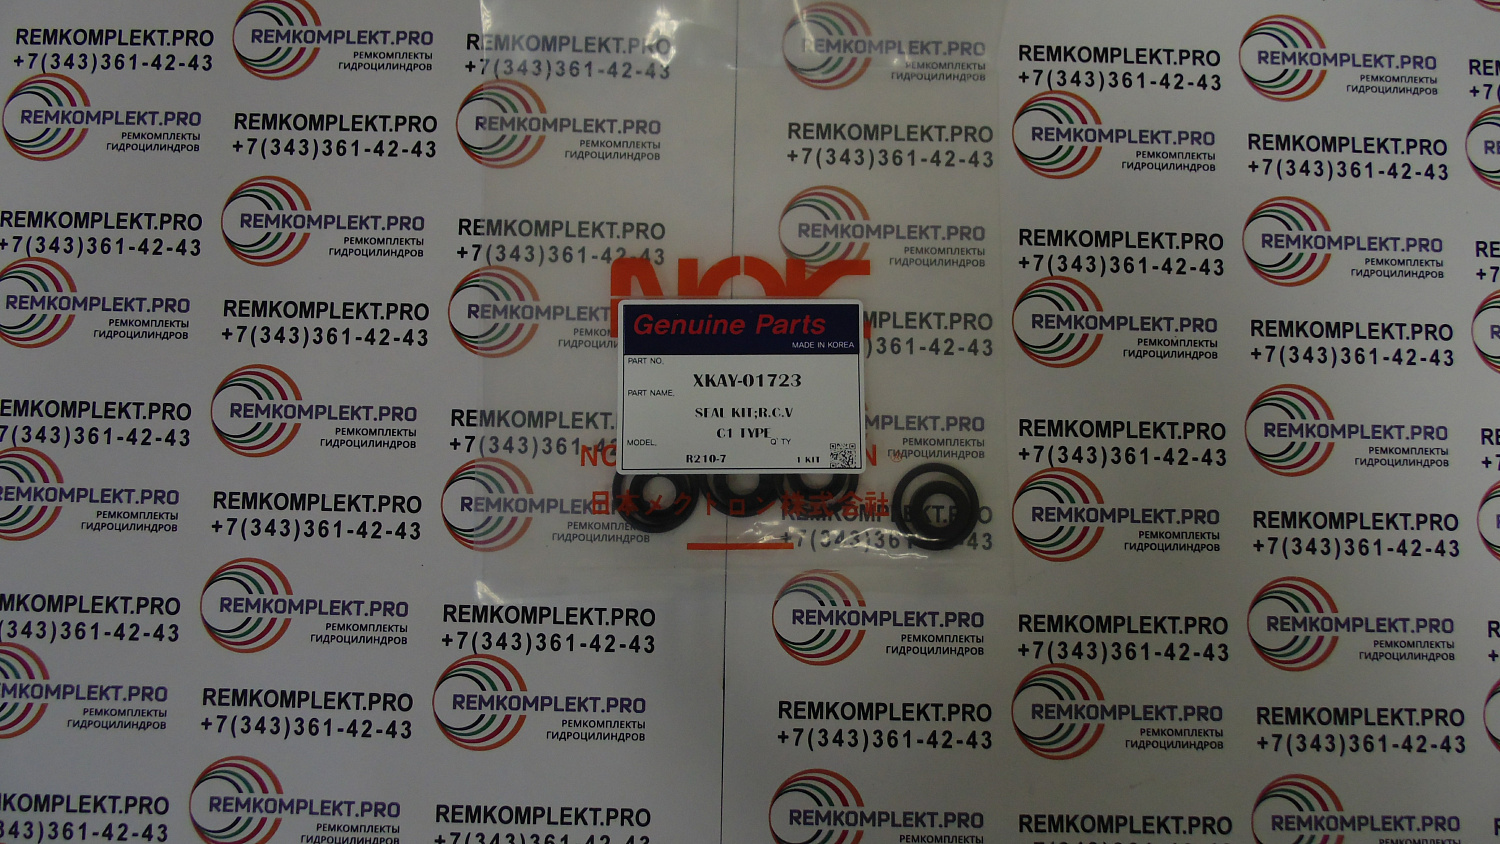 NOK
Genuine Parts
MADE IN KOREA
PART NO.
XKAY-01723
PART NAME.
SEAL KIT;R.C.V
C1 TYPE
MODEL.
Q'TY
R210-7
1 KIT
日本メクトロン株式会社
REMKOMPLEKT.PRO
+7(343)361-42-43
REMKOMPLEKT.PRO
РЕМКОМПЛЕКТЫ
ГИДРОЦИЛИНДРОВ